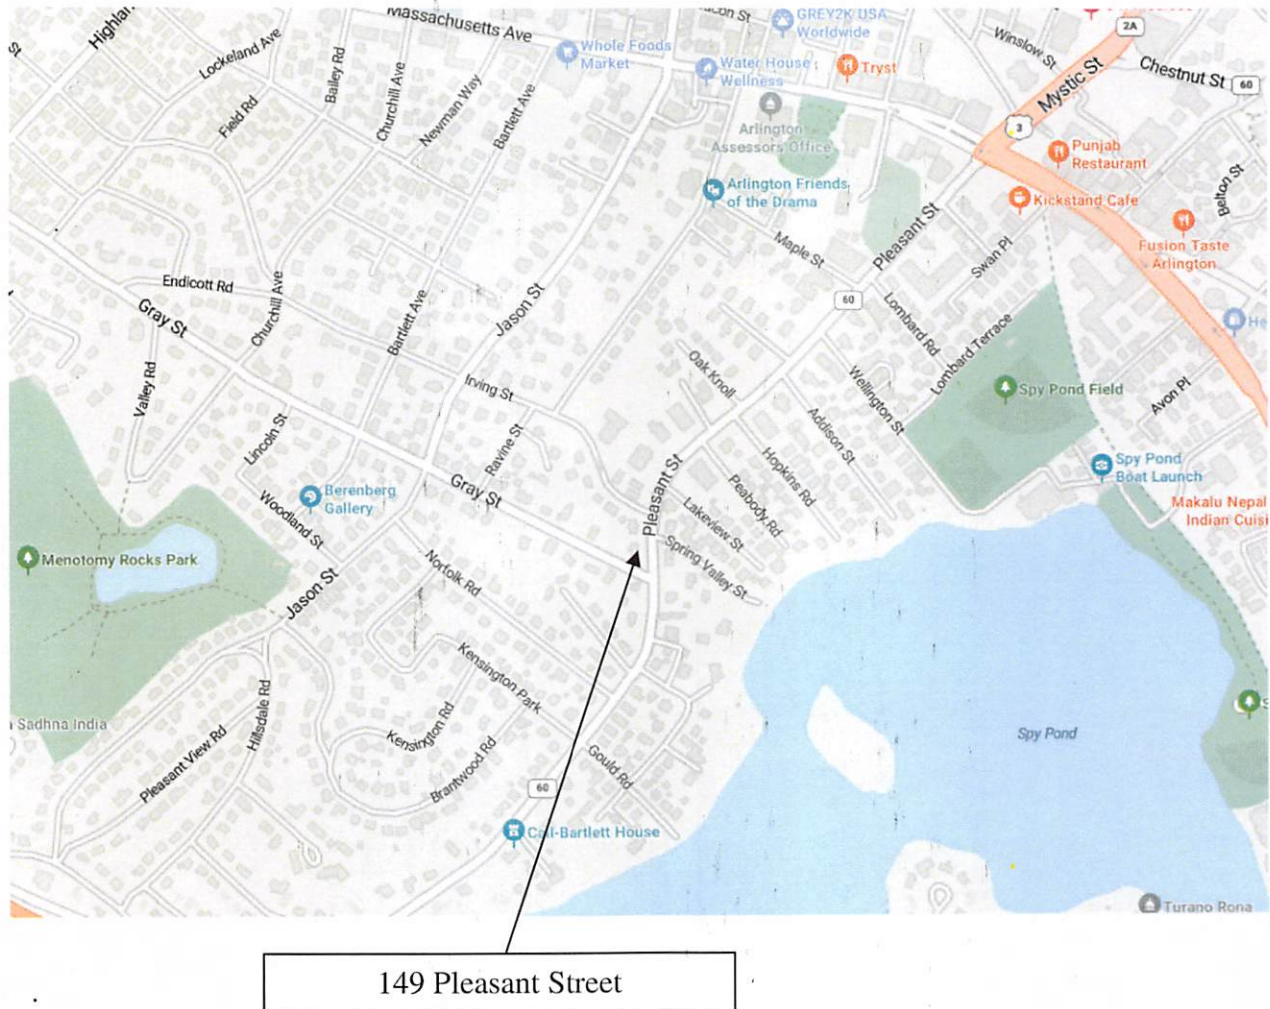 Highlan
St
Lockeland Ave
Bailey Rd
Field Rd
Churchill Ave
Newman Way
Bartlett Ave
Massachusetts Ave
Whole Foods
Market
Water House
Wellness
GREY2K USA
Worldwide
Tryst
Arlington
Assessors Office
Arlington Friends
of the Drama
Winslow St
2A
Mystic St
Chestnut St
60
3
Punjab
Restaurant
Kickstand Cafe
Belton St
Fusion Taste
Arlington
Pleasant St
Swan Pl
Maple St
60
Lombard Rd
Lombard Terrace
He
Endicott Rd
Gray St
Churchill Ave
Bartlett Ave
Jason St
Valley Rd
Irving St
Oak Knoll
Wellington St
Spy Pond Field
Avon Pl
Addison St
Lincoln St
Ravine St
Hopkins Rd
Peabody Rd
Spy Pond
Boat Launch
Berenberg
Gallery
Gray St
Pleasant St
Lakeview St
Makalu Nepal
Indian Cuisi
Woodland St
Spring Valley St
Menotomy Rocks Park
Jason St
Norfolk Rd
Kensington Park
Sadhna India
Hillsdale Rd
Pleasant View Rd
Kensington Rd
Brantwood Rd
Gould Rd
Spy Pond
60
Call-Bartlett House
Turano Rona
149 Pleasant Street